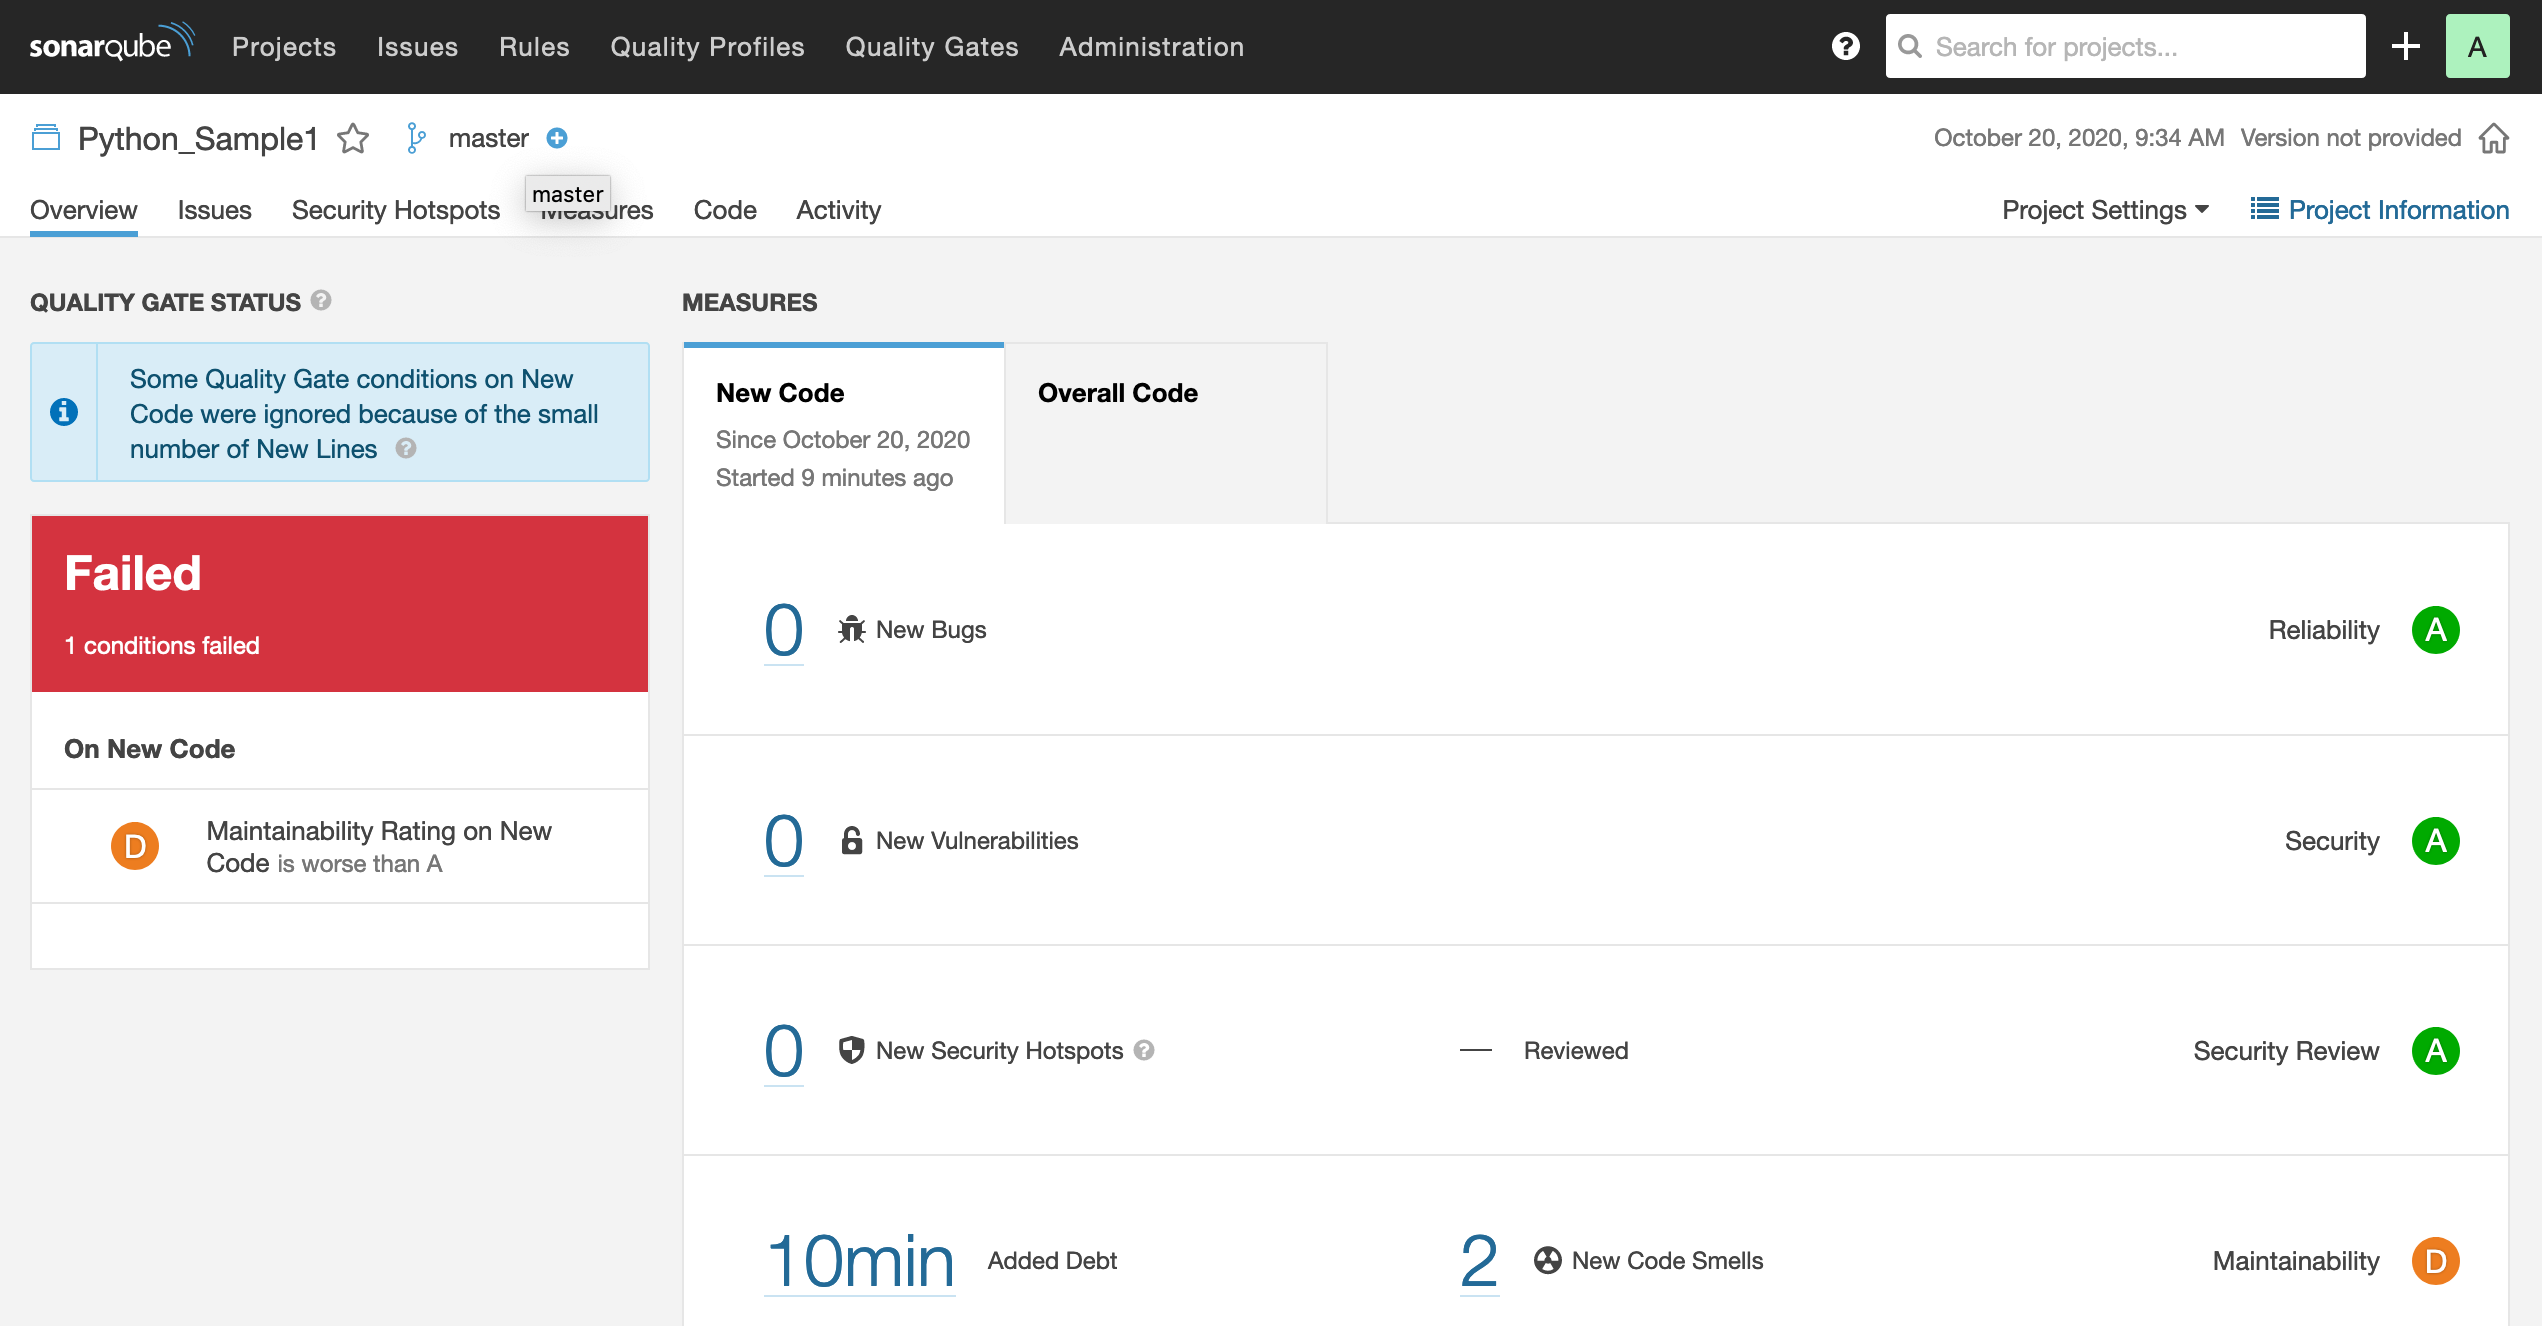 sonarqube Projects Issues Rules Quality Profiles Quality Gates Administration ? Search for projects... A
Python_Sample1 master October 20, 2020, 9:34 AM Version not provided
master
Overview Issues Security Hotspots Measures Code Activity Project Settings Project Information
QUALITY GATE STATUS ?
Some Quality Gate conditions on New
Code were ignored because of the small
number of New Lines ?
Failed
1 conditions failed
On New Code
D Maintainability Rating on New
Code is worse than A
MEASURES
New Code
Since October 20, 2020
Started 9 minutes ago
Overall Code
0 New Bugs Reliability A
0 New Vulnerabilities Security A
0 New Security Hotspots ? — Reviewed Security Review A
10min Added Debt 2 New Code Smells Maintainability D